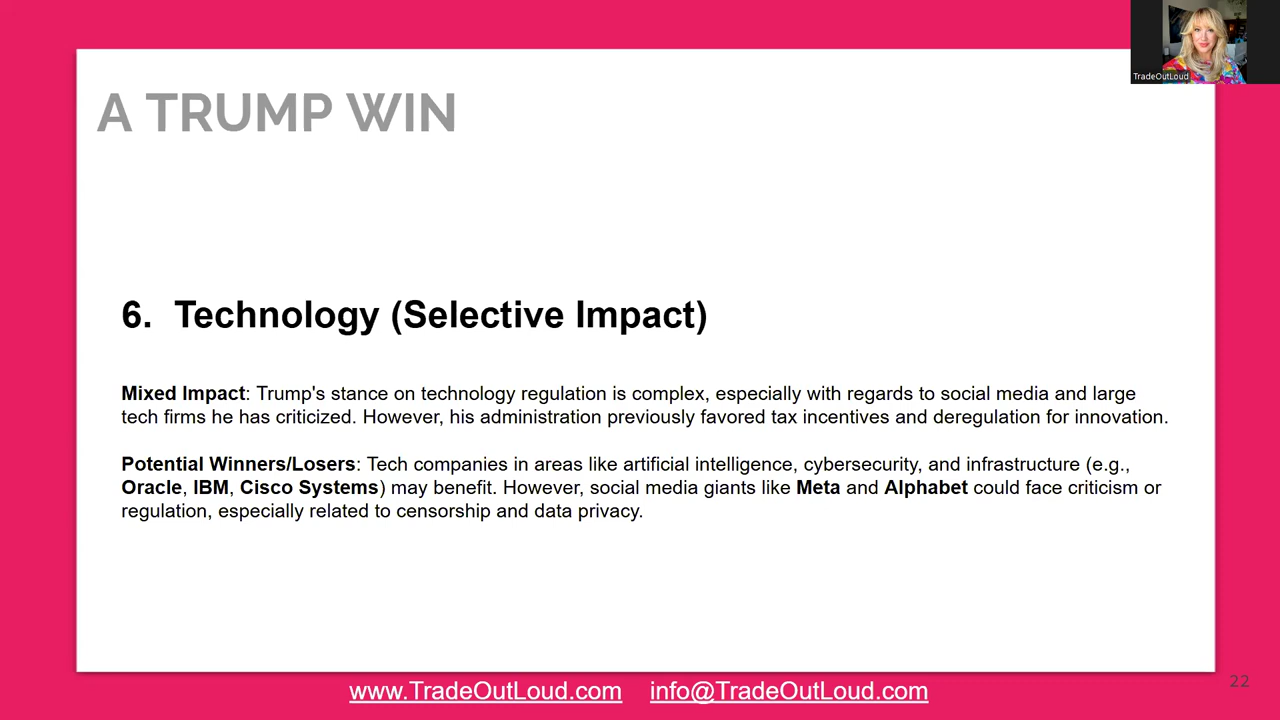 TradeOutLoud
A TRUMP WIN
6. Technology (Selective Impact)
Mixed Impact: Trump's stance on technology regulation is complex, especially with regards to social media and large
tech firms he has criticized. However, his administration previously favored tax incentives and deregulation for innovation.
Potential Winners/Losers: Tech companies in areas like artificial intelligence, cybersecurity, and infrastructure (e.g.,
Oracle, IBM, Cisco Systems) may benefit. However, social media giants like Meta and Alphabet could face criticism or
regulation, especially related to censorship and data privacy.
www.TradeOutLoud.com info@TradeOutLoud.com
22